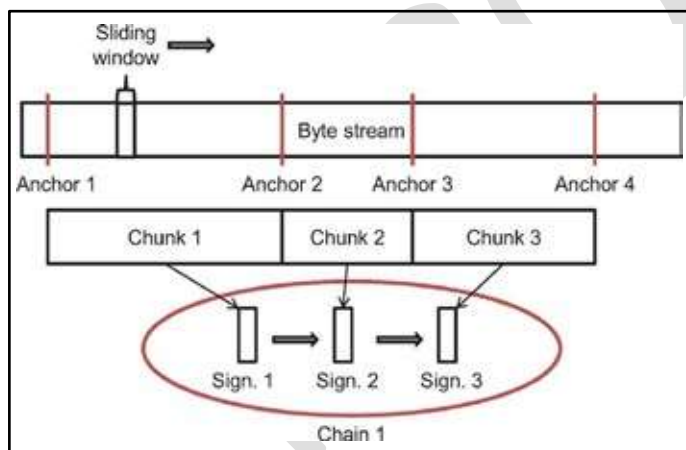 Sliding
window
Byte stream
Anchor 1 Anchor 2 Anchor 3 Anchor 4
Chunk 1 Chunk 2 Chunk 3
Sign. 1 Sign. 2 Sign. 3
Chain 1